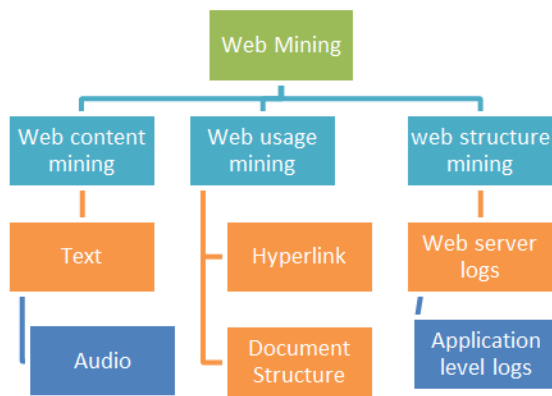 Web Mining
Web content
mining
Web usage
mining
web structure
mining
Text
Hyperlink
Web server
logs
Audio
Document
Structure
Application
level logs